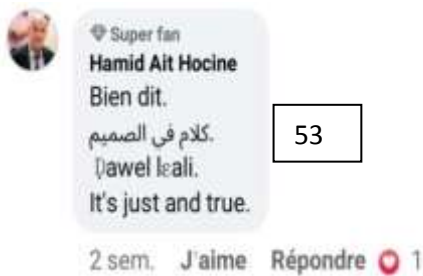 Super fan
Hamid Ait Hocine
Bien dit.
كلام في الصميم.
Ḍawel lɛali.
It's just and true.
53
2 sem. J'aime Répondre 1